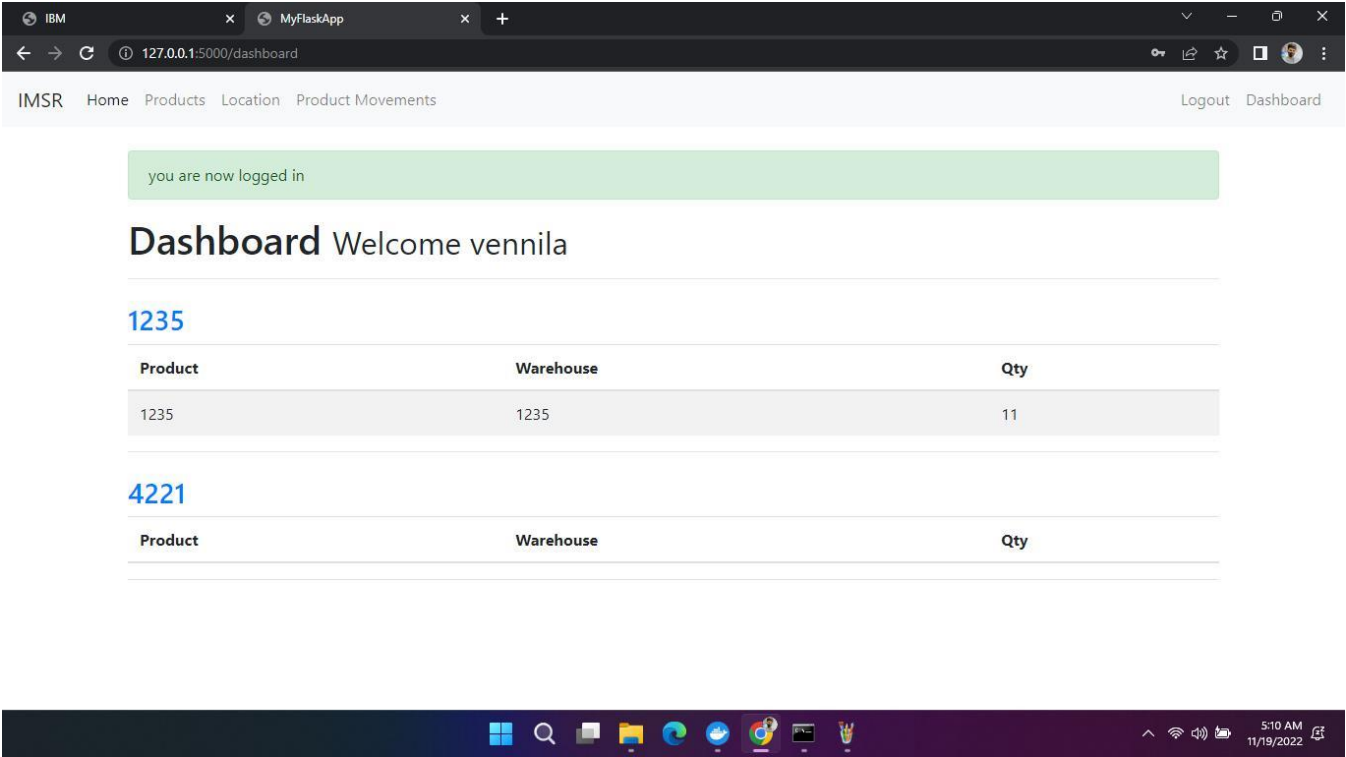 IBM MyFlaskApp
127.0.0.1:5000/dashboard
IMSR Home Products Location Product Movements Logout Dashboard
you are now logged in
Dashboard Welcome vennila
1235
Product Warehouse Qty
1235 1235 11
4221
Product Warehouse Qty
5:10 AM
11/19/2022